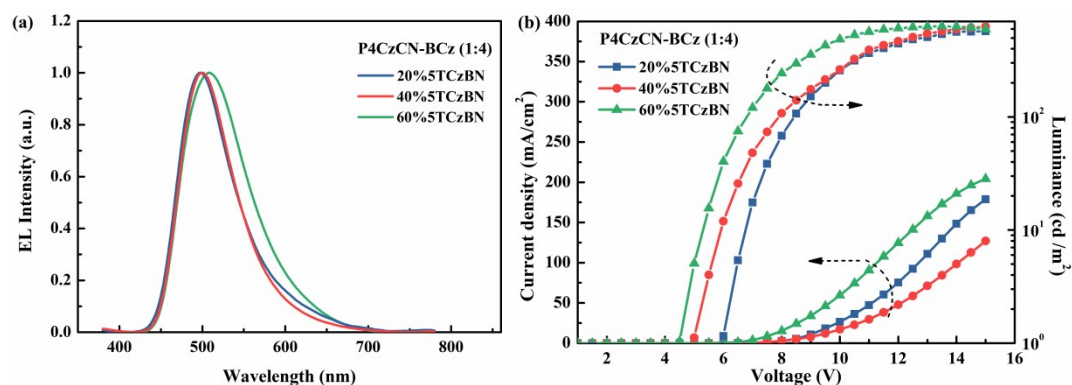 (a)
1.2
1.0
0.8
0.6
0.4
0.2
0.0
EL Intensity (a.u.)
P4CzCN-BCz (1:4)
20%5TCzBN
40%5TCzBN
60%5TCzBN
400 500 600 700 800
Wavelength (nm)
(b)
400
350
300
250
200
150
100
50
0
Current density (mA/cm²)
P4CzCN-BCz (1:4)
20%5TCzBN
40%5TCzBN
60%5TCzBN
10²
10¹
10⁰
Luminance (cd /m²)
2 4 6 8 10 12 14 16
Voltage (V)